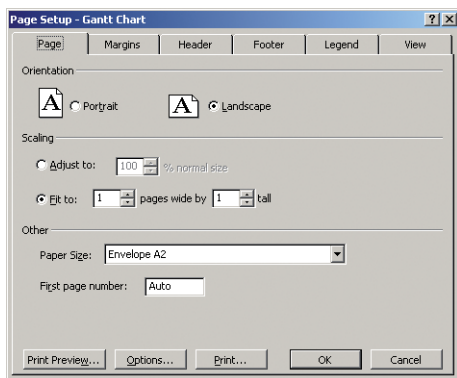 Page Setup - Gantt Chart
Page Margins Header Footer Legend View
Orientation
A Portrait A Landscape
Scaling
Adjust to: 100 % normal size
Fit to: 1 pages wide by 1 tall
Other
Paper Size: Envelope A2
First page number: Auto
Print Preview... Options... Print... OK Cancel